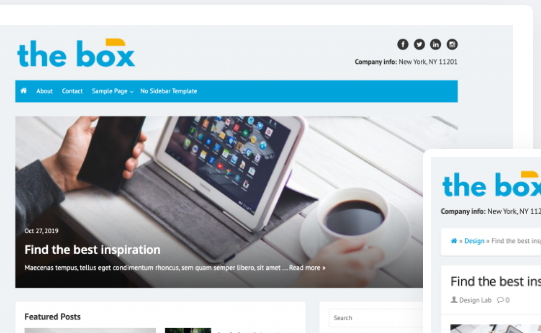 the box
Company info: New York, NY 11201
About Contact Sample Page No Sidebar Template
Oct 27, 2019
Find the best inspiration
Maecenas tempus, tellus eget condimentum rhoncus, sem quam semper libero, sit amet … Read more »
Featured Posts
Search
the box
Company info: New York, NY 112
» Design » Find the best insp
Find the best ins
Design Lab 0